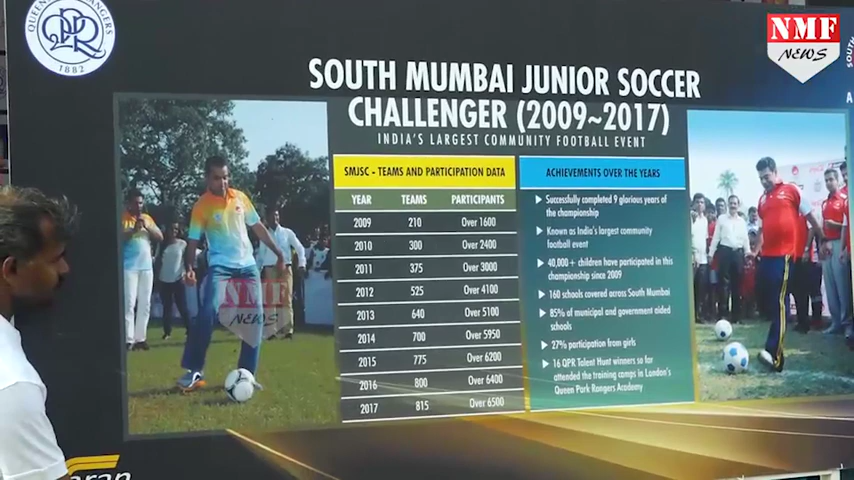 QUEENS PARK RANGERS
QPR
1882
NMF
NEWS
SOUTH
A
SOUTH MUMBAI JUNIOR SOCCER
CHALLENGER (2009~2017)
INDIA'S LARGEST COMMUNITY FOOTBALL EVENT
SMJSC - TEAMS AND PARTICIPATION DATA
YEAR TEAMS PARTICIPANTS
2009 210 Over 1600
2010 300 Over 2400
2011 375 Over 3000
2012 525 Over 4100
2013 640 Over 5100
2014 700 Over 5950
2015 775 Over 6200
2016 800 Over 6400
2017 815 Over 6500
ACHIEVEMENTS OVER THE YEARS
Successfully completed 9 glorious years of
the championship
Known as India's largest community
football event
40,000+ children have participated in
this championship since 2009
160 schools covered across South Mumbai
85% of municipal and government aided
schools
27% participation from girls
16 QPR Talent Hunt winners so far
attended the training camps in London's
Queen Park Rangers Academy
NMF
NEWS